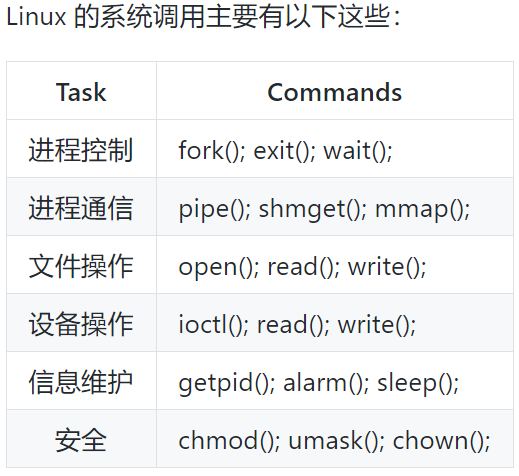 Linux 的系统调用主要有以下这些：
Task Commands
进程控制 fork(); exit(); wait();
进程通信 pipe(); shmget(); mmap();
文件操作 open(); read(); write();
设备操作 ioctl(); read(); write();
信息维护 getpid(); alarm(); sleep();
安全 chmod(); umask(); chown();